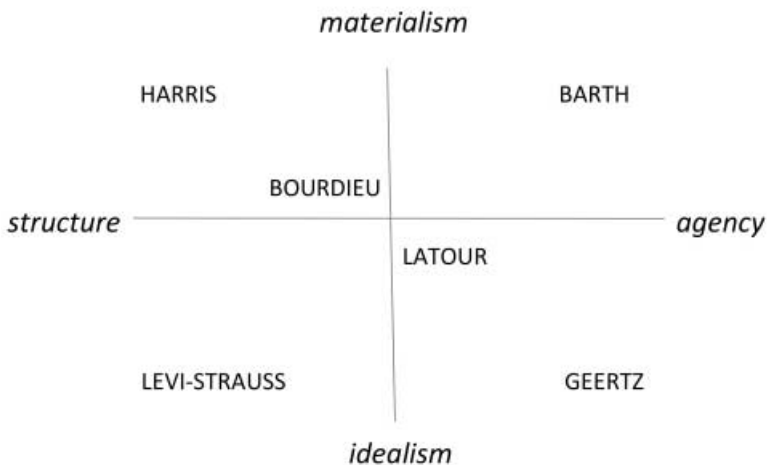 materialism
HARRIS
BARTH
BOURDIEU
structure
agency
LATOUR
LEVI-STRAUSS
GEERTZ
idealism